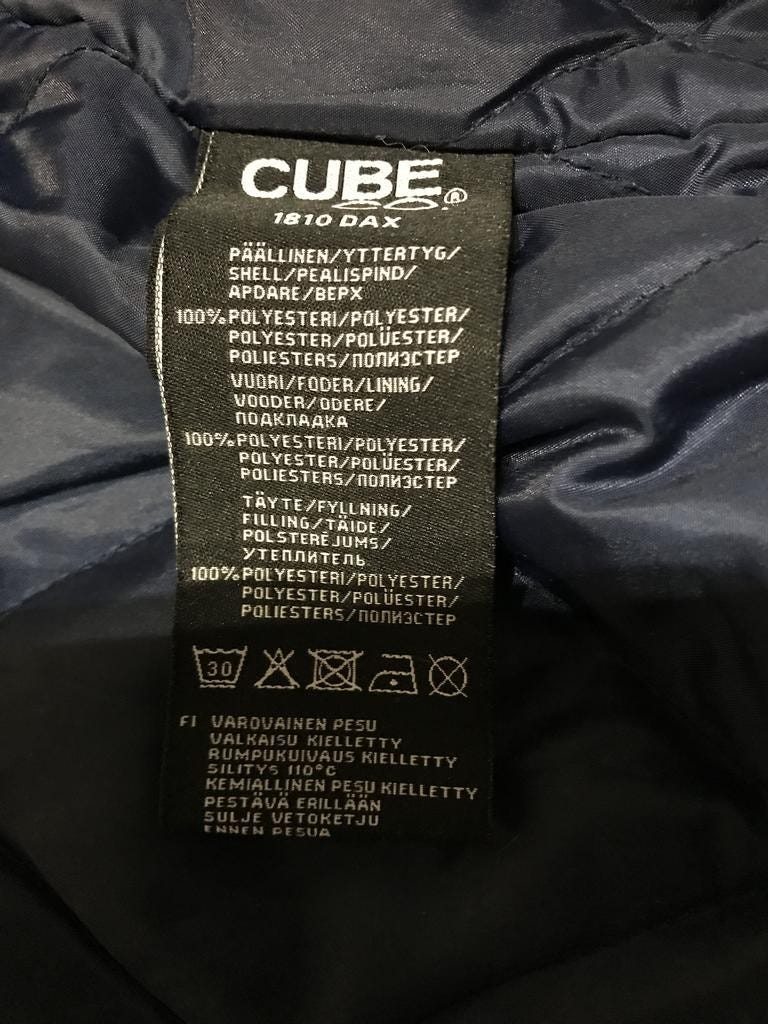 CUBE CO.®
1810 DAX
PÄÄLLINEN/YTTERTYG/
SHELL/PEALISPIND/
APDARE/ВЕРХ
100% POLYESTERI/POLYESTER/
POLYESTER/POLÜESTER/
POLIESTERS/ПОЛИЭСТЕР
VUORI/FODER/LINING/
VOODER/ODERE/
ПОДКЛАДКА
100% POLYESTERI/POLYESTER/
POLYESTER/POLÜESTER/
POLIESTERS/ПОЛИЭСТЕР
TÄYTE/FYLLNING/
FILLING/TÄIDE/
POLSTERĒJUMS/
УТЕПЛИТЕЛЬ
100% POLYESTERI/POLYESTER/
POLYESTER/POLÜESTER/
POLIESTERS/ПОЛИЭСТЕР
30
FI VAROVAINEN PESU
VALKAISU KIELLETTY
RUMPUKUIVAUS KIELLETTY
SILITYS 110°C
KEMIALLINEN PESU KIELLETTY
PESTÄVÄ ERILLÄÄN
SULJE VETOKETJU
ENNEN PESUA